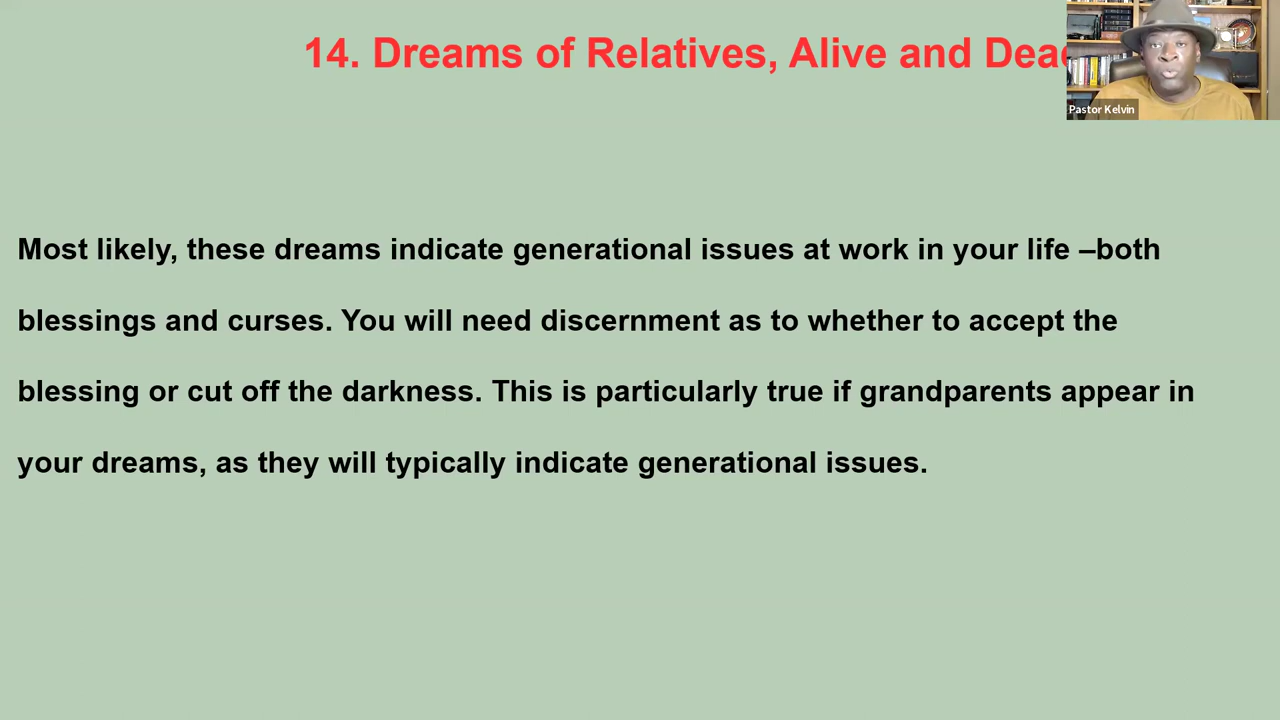 14. Dreams of Relatives, Alive and Dead
Pastor Kelvin
Most likely, these dreams indicate generational issues at work in your life –both
blessings and curses. You will need discernment as to whether to accept the
blessing or cut off the darkness. This is particularly true if grandparents appear in
your dreams, as they will typically indicate generational issues.